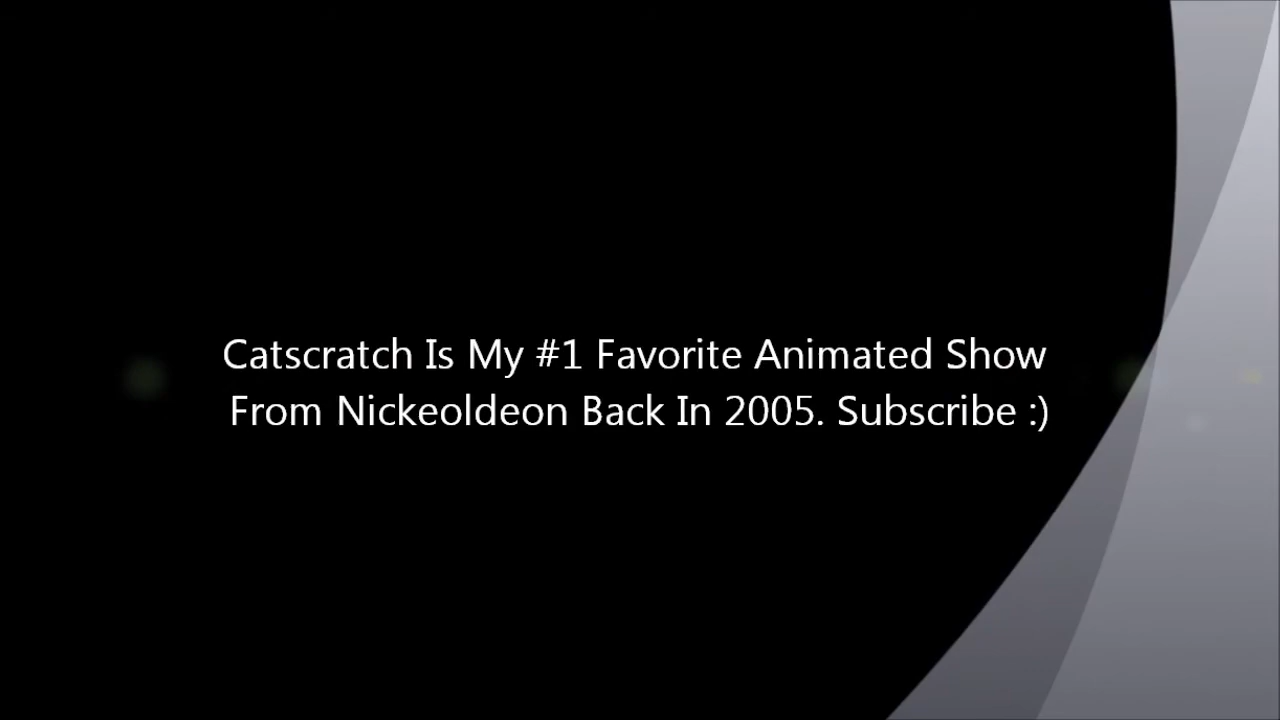 Catscratch Is My #1 Favorite Animated Show
From Nickeoldeon Back In 2005. Subscribe :)